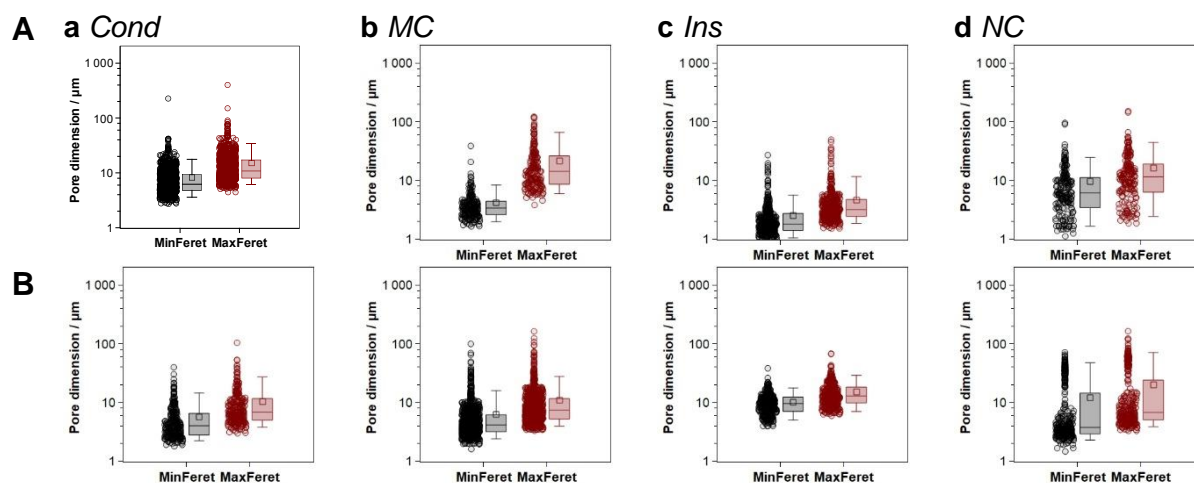 A a Cond b MC c Ins d NC
Pore dimension / µm 1 000 100 10 1 MinFeret MaxFeret
Pore dimension / µm 1 000 100 10 1 MinFeret MaxFeret
Pore dimension / µm 1 000 100 10 1 MinFeret MaxFeret
Pore dimension / µm 1 000 100 10 1 MinFeret MaxFeret
B
Pore dimension / µm 1 000 100 10 1 MinFeret MaxFeret
Pore dimension / µm 1 000 100 10 1 MinFeret MaxFeret
Pore dimension / µm 1 000 100 10 1 MinFeret MaxFeret
Pore dimension / µm 1 000 100 10 1 MinFeret MaxFeret